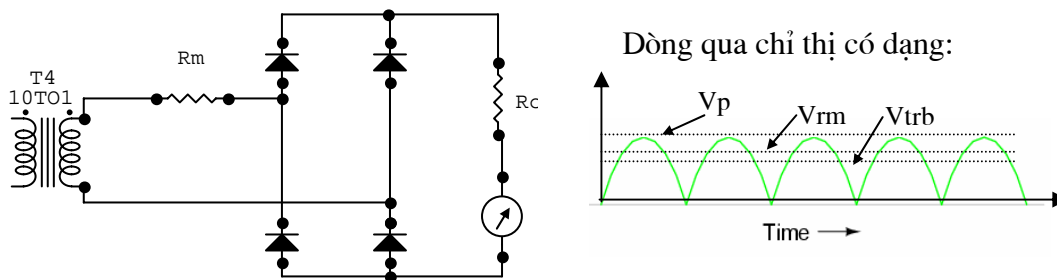 Dòng qua chỉ thị có dạng:
Rm
T4
10TO1
Rc
Vp
Vrm
Vtrb
Time